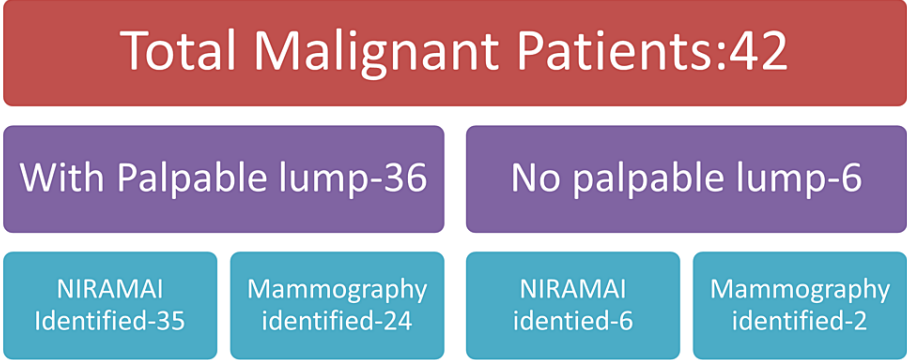 Total Malignant Patients:42
With Palpable lump-36
No palpable lump-6
NIRAMAI
Identified-35
Mammography
identified-24
NIRAMAI
identied-6
Mammography
identified-2